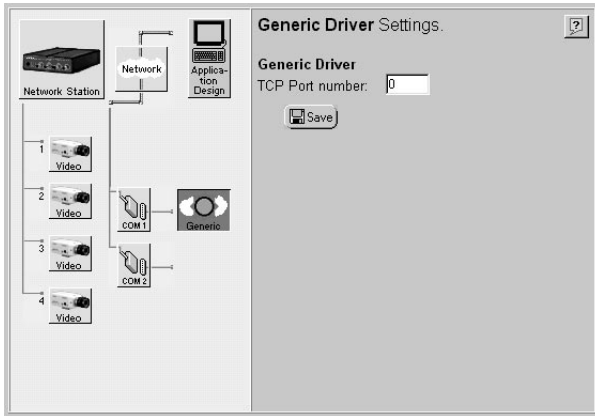 Network Station
Network
Applica-
tion
Design
1
Video
2
Video
3
Video
4
Video
COM 1
Generic
COM 2
Generic Driver Settings.
?
Generic Driver
TCP Port number: 0
Save